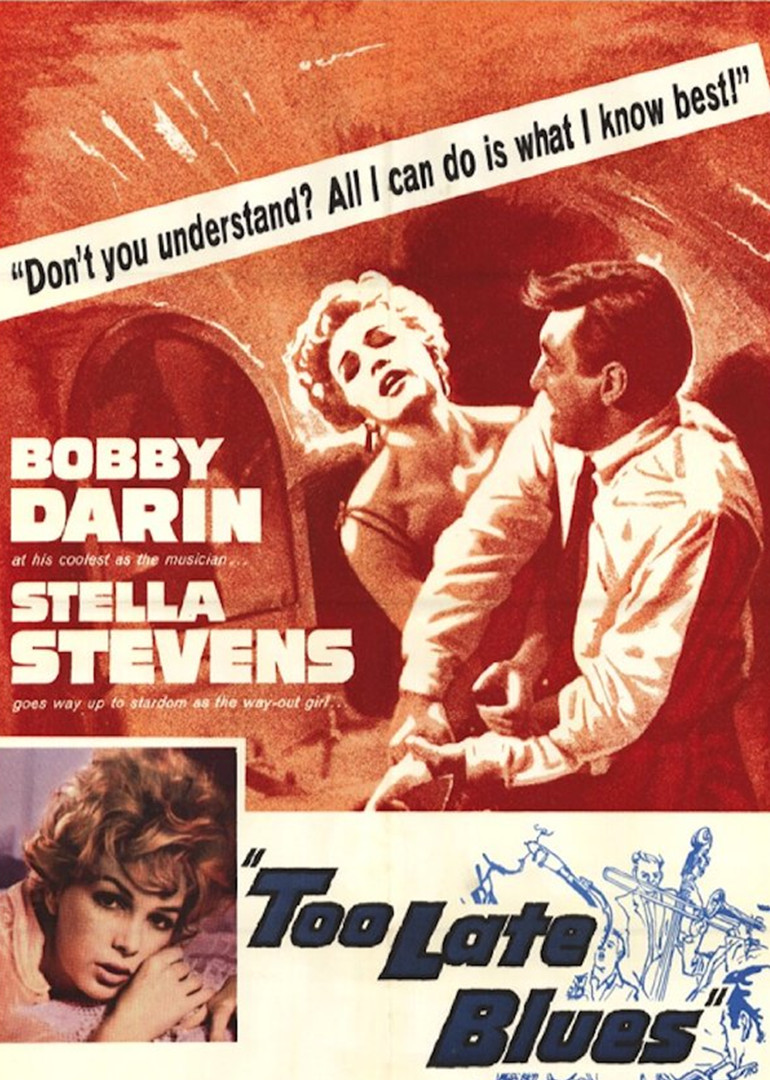 “Don’t you understand? All I can do is what I know best!”
BOBBY
DARIN
at his coolest as the musician...
STELLA
STEVENS
goes way up to stardom as the way-out girl...
"Too Late
Blues"